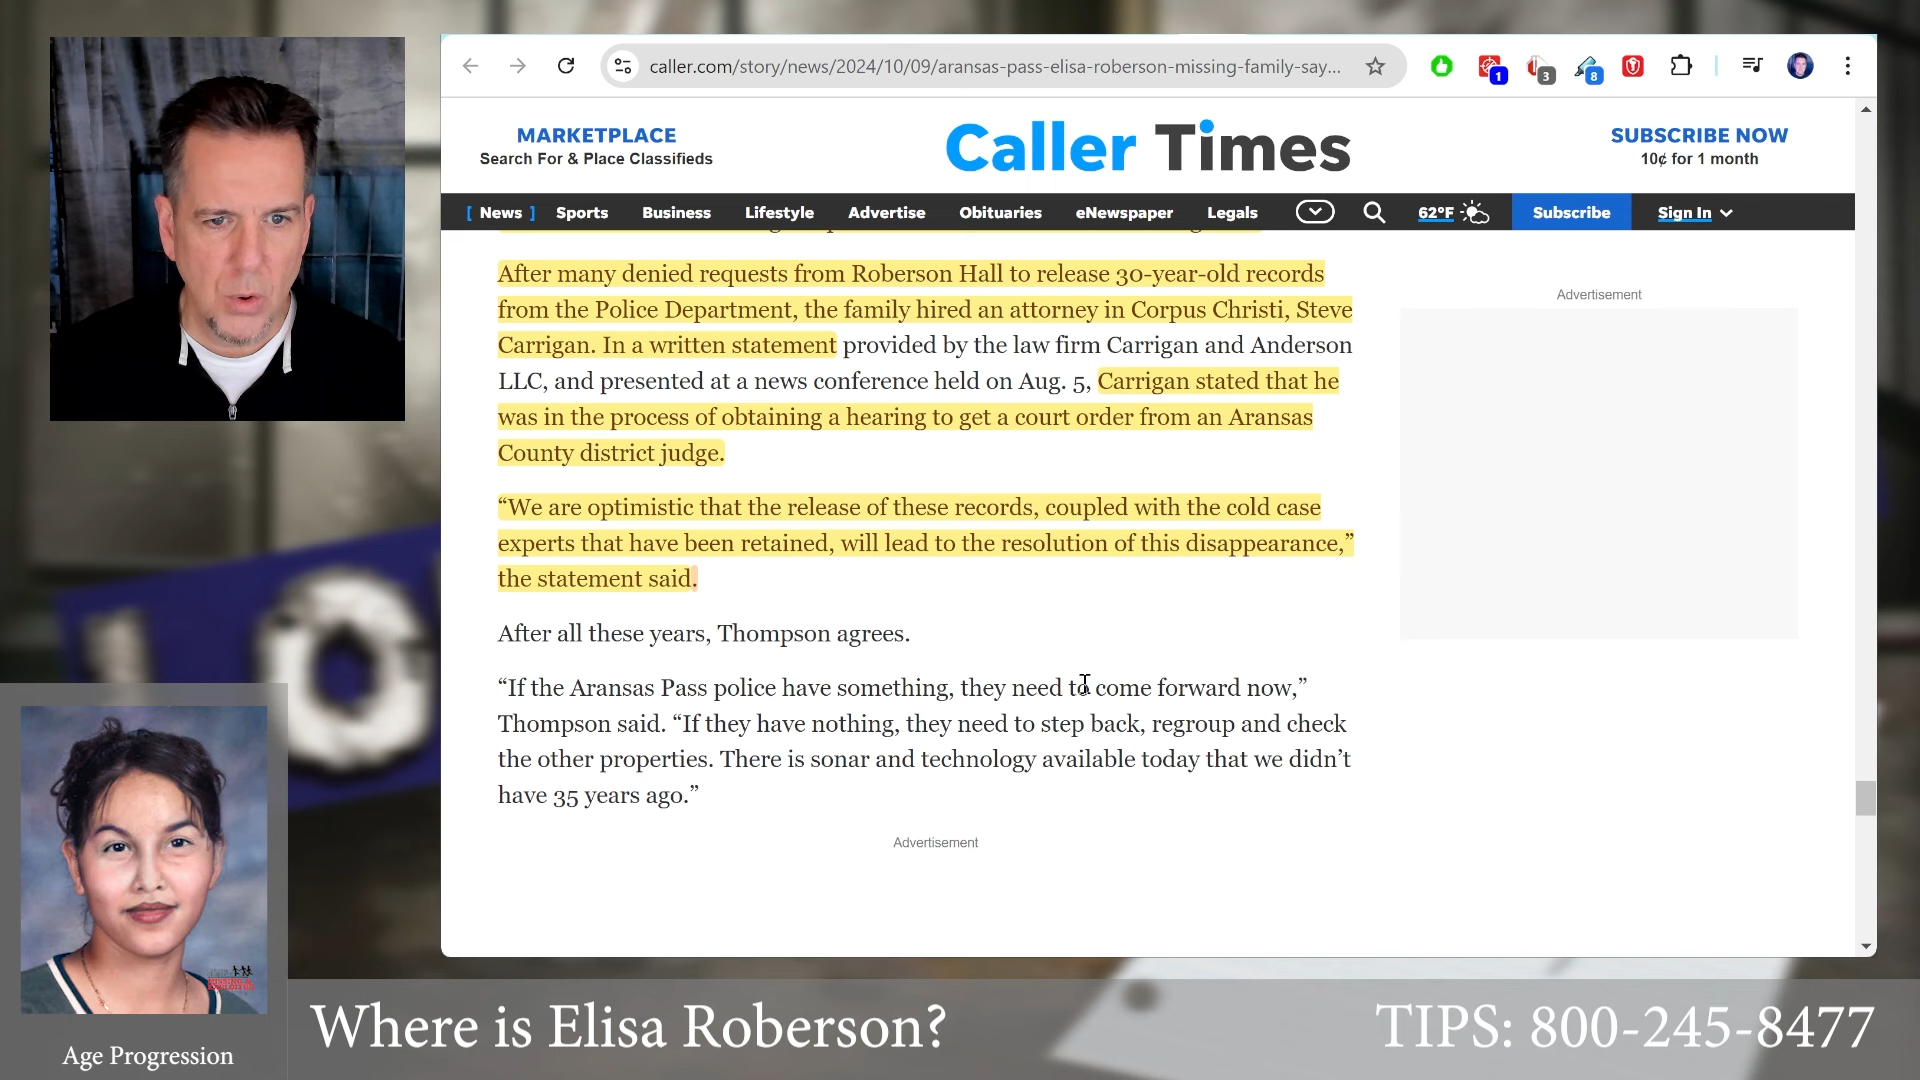 caller.com/story/news/2024/10/09/aransas-pass-elisa-roberson-missing-family-say...
1
3
8
MARKETPLACE
Search For & Place Classifieds
Caller Times
SUBSCRIBE NOW
10¢ for 1 month
[ News ] Sports Business Lifestyle Advertise Obituaries eNewspaper Legals 62°F Subscribe Sign In
After many denied requests from Roberson Hall to release 30-year-old records
from the Police Department, the family hired an attorney in Corpus Christi, Steve
Carrigan. In a written statement provided by the law firm Carrigan and Anderson
LLC, and presented at a news conference held on Aug. 5, Carrigan stated that he
was in the process of obtaining a hearing to get a court order from an Aransas
County district judge.
“We are optimistic that the release of these records, coupled with the cold case
experts that have been retained, will lead to the resolution of this disappearance,”
the statement said.
After all these years, Thompson agrees.
“If the Aransas Pass police have something, they need to come forward now,”
Thompson said. “If they have nothing, they need to step back, regroup and check
the other properties. There is sonar and technology available today that we didn’t
have 35 years ago.”
Advertisement
Advertisement
Age Progression
Where is Elisa Roberson?
TIPS: 800-245-8477